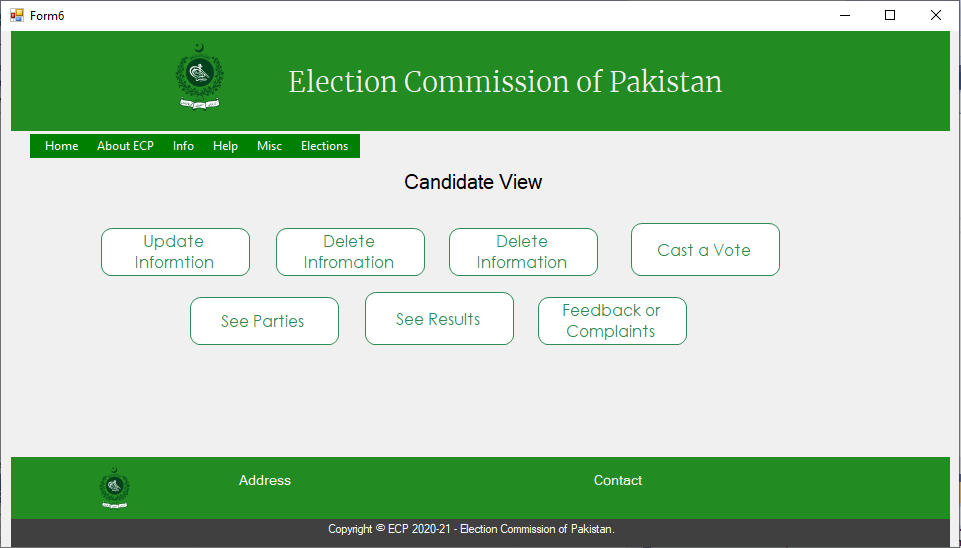 Form6
Election Commission of Pakistan
Home About ECP Info Help Misc Elections
Candidate View
Update
Informtion
Delete
Infromation
Delete
Information
Cast a Vote
See Parties
See Results
Feedback or
Complaints
Address
Contact
Copyright © ECP 2020-21 - Election Commission of Pakistan.